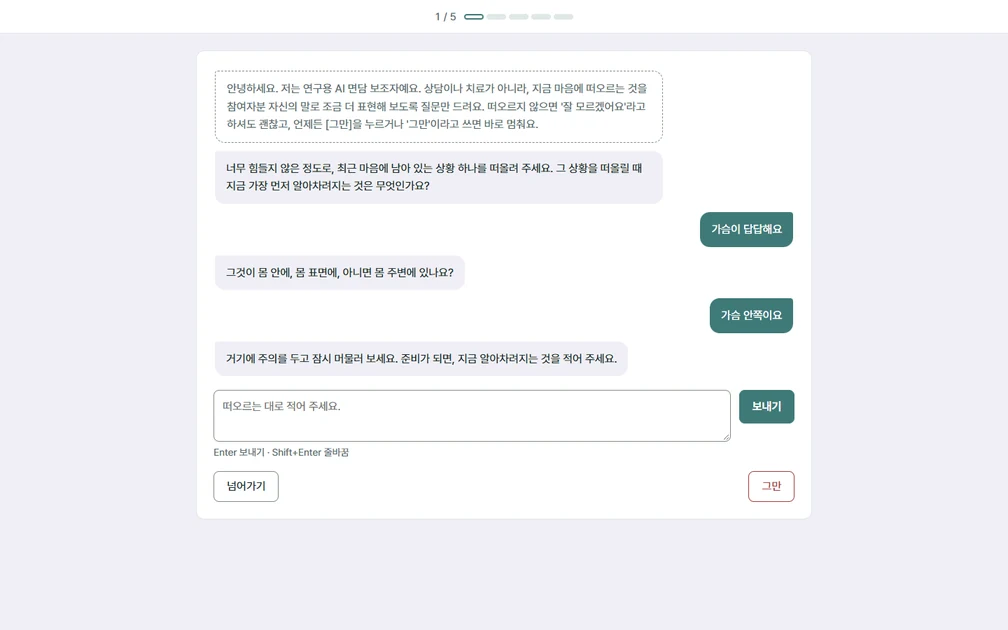 1 / 5
안녕하세요. 저는 연구용 AI 면담 보조자예요. 상담이나 치료가 아니라, 지금 마음에 떠오르는 것을
참여자분 자신의 말로 조금 더 표현해 보도록 질문만 드려요. 떠오르지 않으면 '잘 모르겠어요'라고
하셔도 괜찮고, 언제든 [그만]을 누르거나 '그만'이라고 쓰면 바로 멈춰요.
너무 힘들지 않은 정도로, 최근 마음에 남아 있는 상황 하나를 떠올려 주세요. 그 상황을 떠올릴 때
지금 가장 먼저 알아차려지는 것은 무엇인가요?
가슴이 답답해요
그것이 몸 안에, 몸 표면에, 아니면 몸 주변에 있나요?
가슴 안쪽이요
거기에 주의를 두고 잠시 머물러 보세요. 준비가 되면, 지금 알아차려지는 것을 적어 주세요.
떠오르는 대로 적어 주세요.
보내기
Enter 보내기 · Shift+Enter 줄바꿈
넘어가기
그만